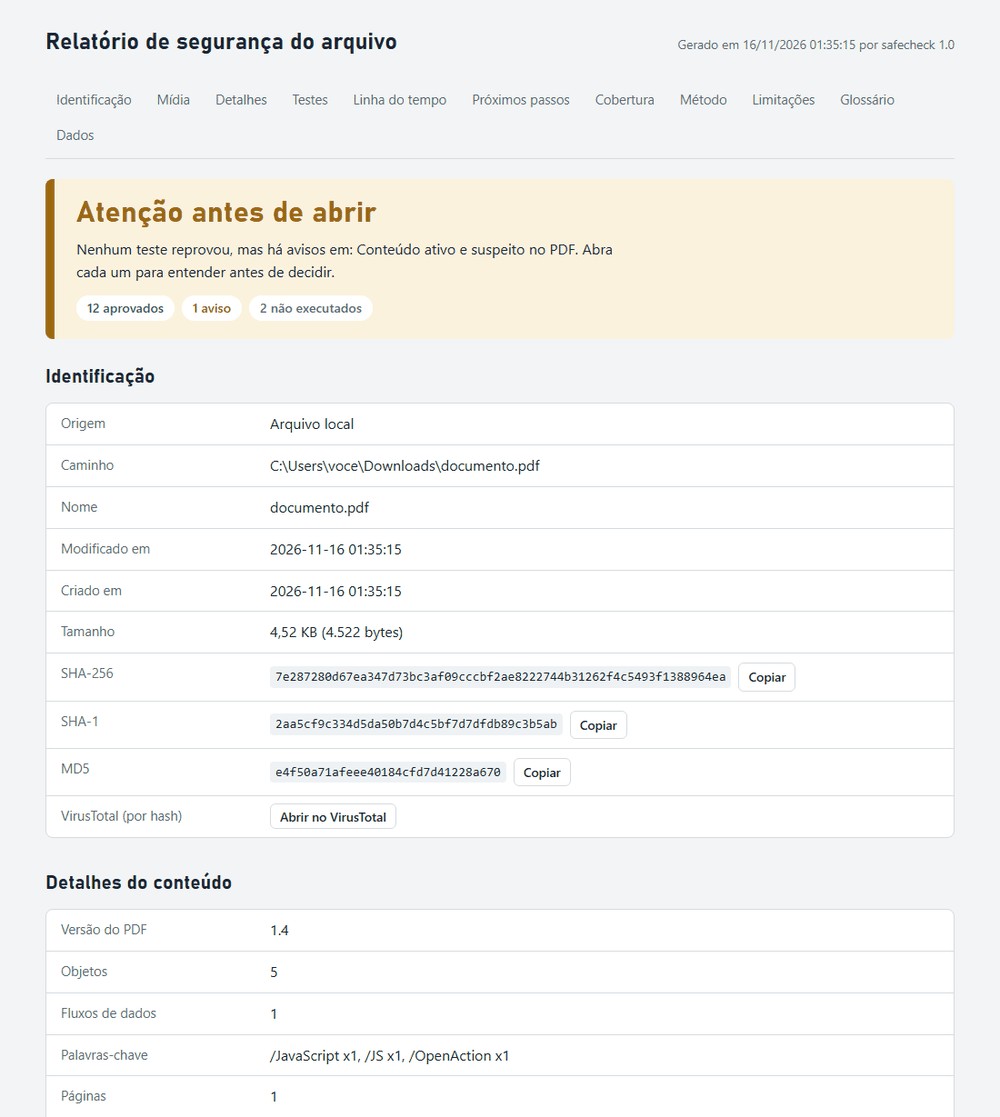 Relatório de segurança do arquivo
Gerado em 16/11/2026 01:35:15 por safecheck 1.0
Identificação Mídia Detalhes Testes Linha do tempo Próximos passos Cobertura Método Limitações Glossário
Dados
Atenção antes de abrir
Nenhum teste reprovou, mas há avisos em: Conteúdo ativo e suspeito no PDF. Abra
cada um para entender antes de decidir.
12 aprovados 1 aviso 2 não executados
Identificação
Origem Arquivo local
Caminho C:\Users\voce\Downloads\documento.pdf
Nome documento.pdf
Modificado em 2026-11-16 01:35:15
Criado em 2026-11-16 01:35:15
Tamanho 4,52 KB (4.522 bytes)
SHA-256 7e287280d67ea347d73bc3af09cccbf2ae8222744b31262f4c5493f1388964ea Copiar
SHA-1 2aa5cf9c334d5da50b7d4c5bf7d7dfdb89c3b5ab Copiar
MD5 e4f50a71afeee40184cfd7d41228a670 Copiar
VirusTotal (por hash) Abrir no VirusTotal
Detalhes do conteúdo
Versão do PDF 1.4
Objetos 5
Fluxos de dados 1
Palavras-chave /JavaScript x1, /JS x1, /OpenAction x1
Páginas 1